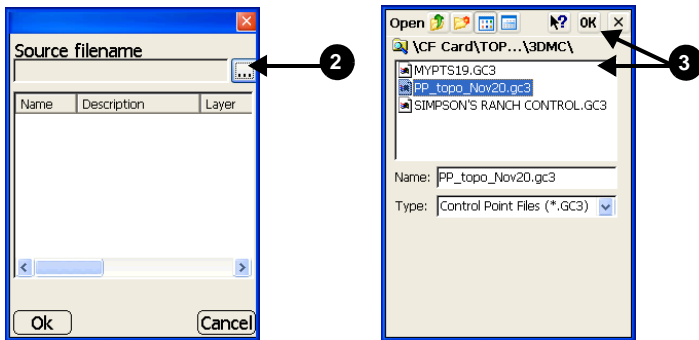 Source filename
...
2
Name Description Layer
Ok Cancel
Open ? OK ×
\CF Card\TOP...\3DMC\
3
MYPTS19.GC3
PP_topo_Nov20.gc3
SIMPSON'S RANCH CONTROL.GC3
Name: PP_topo_Nov20.gc3
Type: Control Point Files (*.GC3)